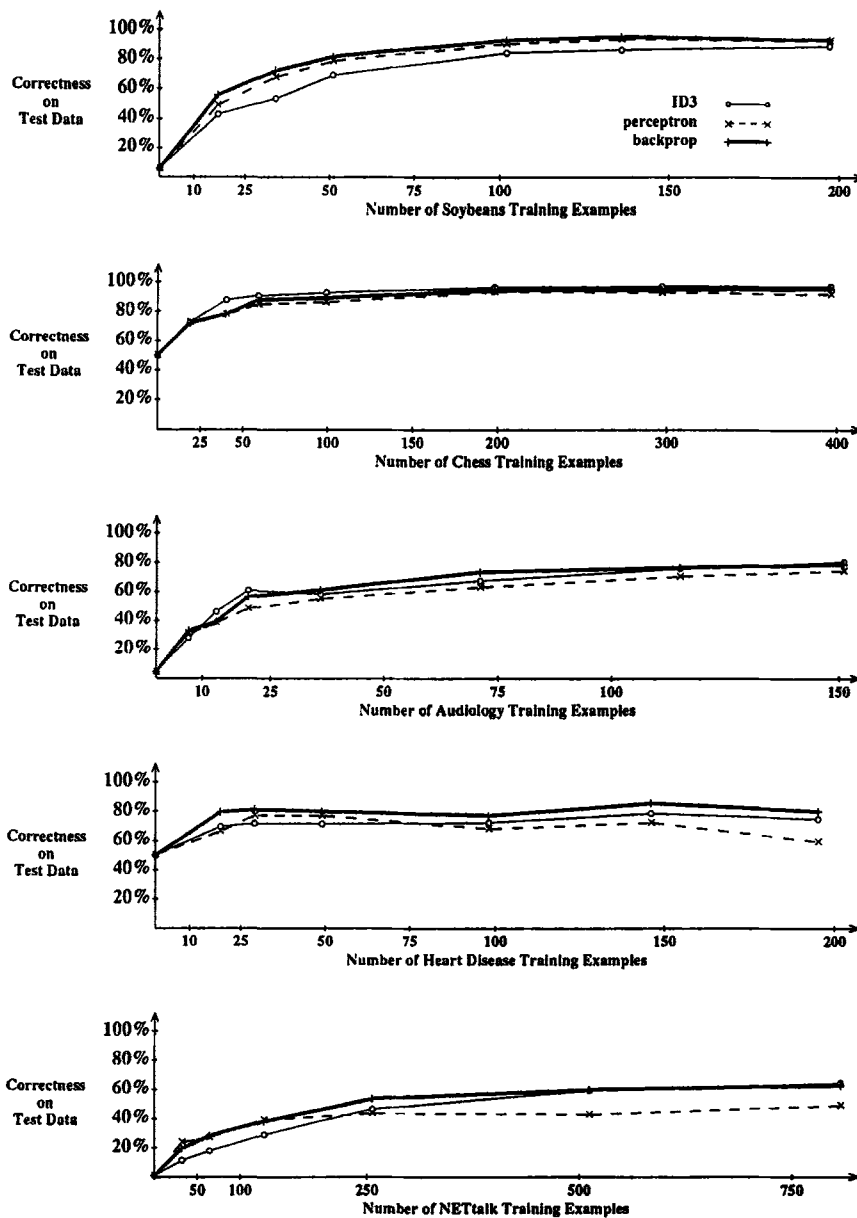 100%
80%
60%
40%
20%
Correctness
on
Test Data
ID3
perceptron
backprop
10 25 50 75 100 150 200
Number of Soybeans Training Examples
100%
80%
60%
40%
20%
Correctness
on
Test Data
25 50 100 150 200 300 400
Number of Chess Training Examples
100%
80%
60%
40%
20%
Correctness
on
Test Data
10 25 50 75 100 150
Number of Audiology Training Examples
100%
80%
60%
40%
20%
Correctness
on
Test Data
10 25 50 75 100 150 200
Number of Heart Disease Training Examples
100%
80%
60%
40%
20%
Correctness
on
Test Data
50 100 250 500 750
Number of NETtalk Training Examples